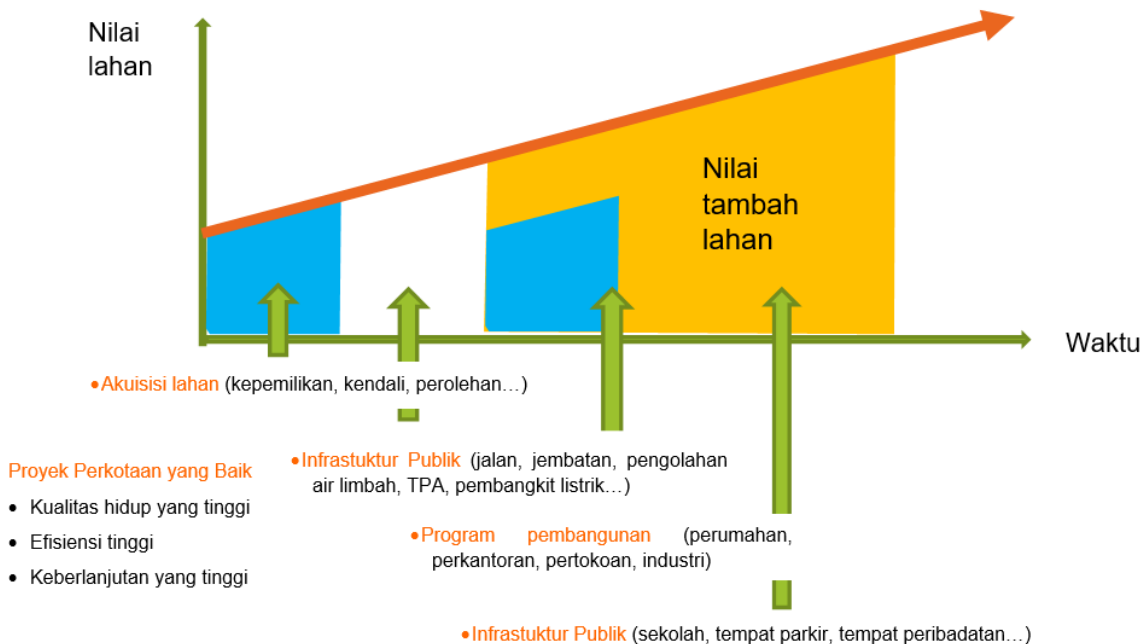 Nilai
lahan
Nilai
tambah
lahan
Waktu
•Akuisisi lahan (kepemilikan, kendali, perolehan…)
Proyek Perkotaan yang Baik
• Kualitas hidup yang tinggi
• Efisiensi tinggi
• Keberlanjutan yang tinggi
•Infrastuktur Publik (jalan, jembatan, pengolahan
air limbah, TPA, pembangkit listrik…)
•Program pembangunan (perumahan,
perkantoran, pertokoan, industri)
•Infrastuktur Publik (sekolah, tempat parkir, tempat peribadatan…)